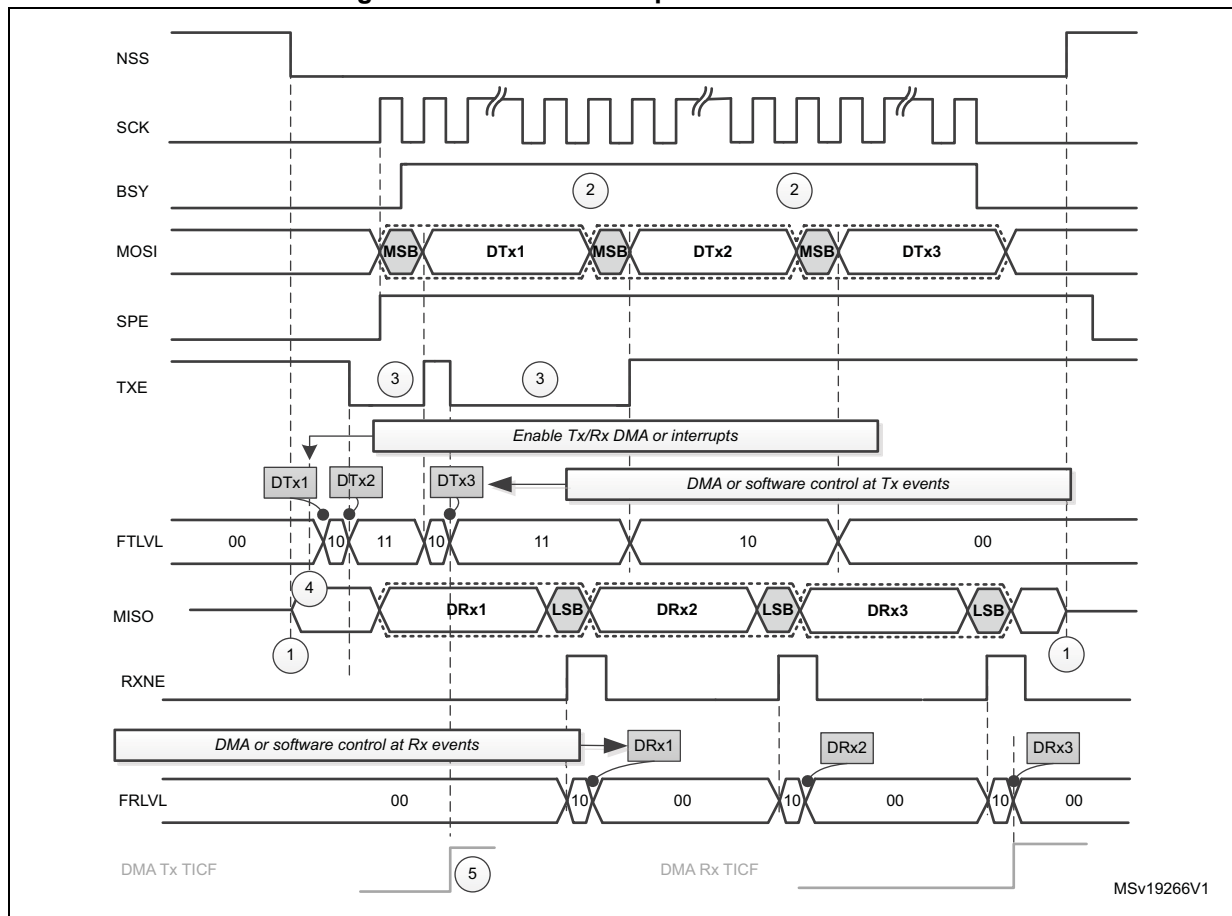 NSS
SCK
BSY
2 2
MOSI
MSB DTx1 MSB DTx2 MSB DTx3
SPE
TXE
3 3
Enable Tx/Rx DMA or interrupts
DTx1 DTx2 DTx3 DMA or software control at Tx events
FTLVL 00 10 11 10 11 10 00
4
MISO DRx1 LSB DRx2 LSB DRx3 LSB
1 1
RXNE
DMA or software control at Rx events DRx1 DRx2 DRx3
FRLVL 00 10 00 10 00 10 00
DMA Tx TICF 5 DMA Rx TICF
MSv19266V1